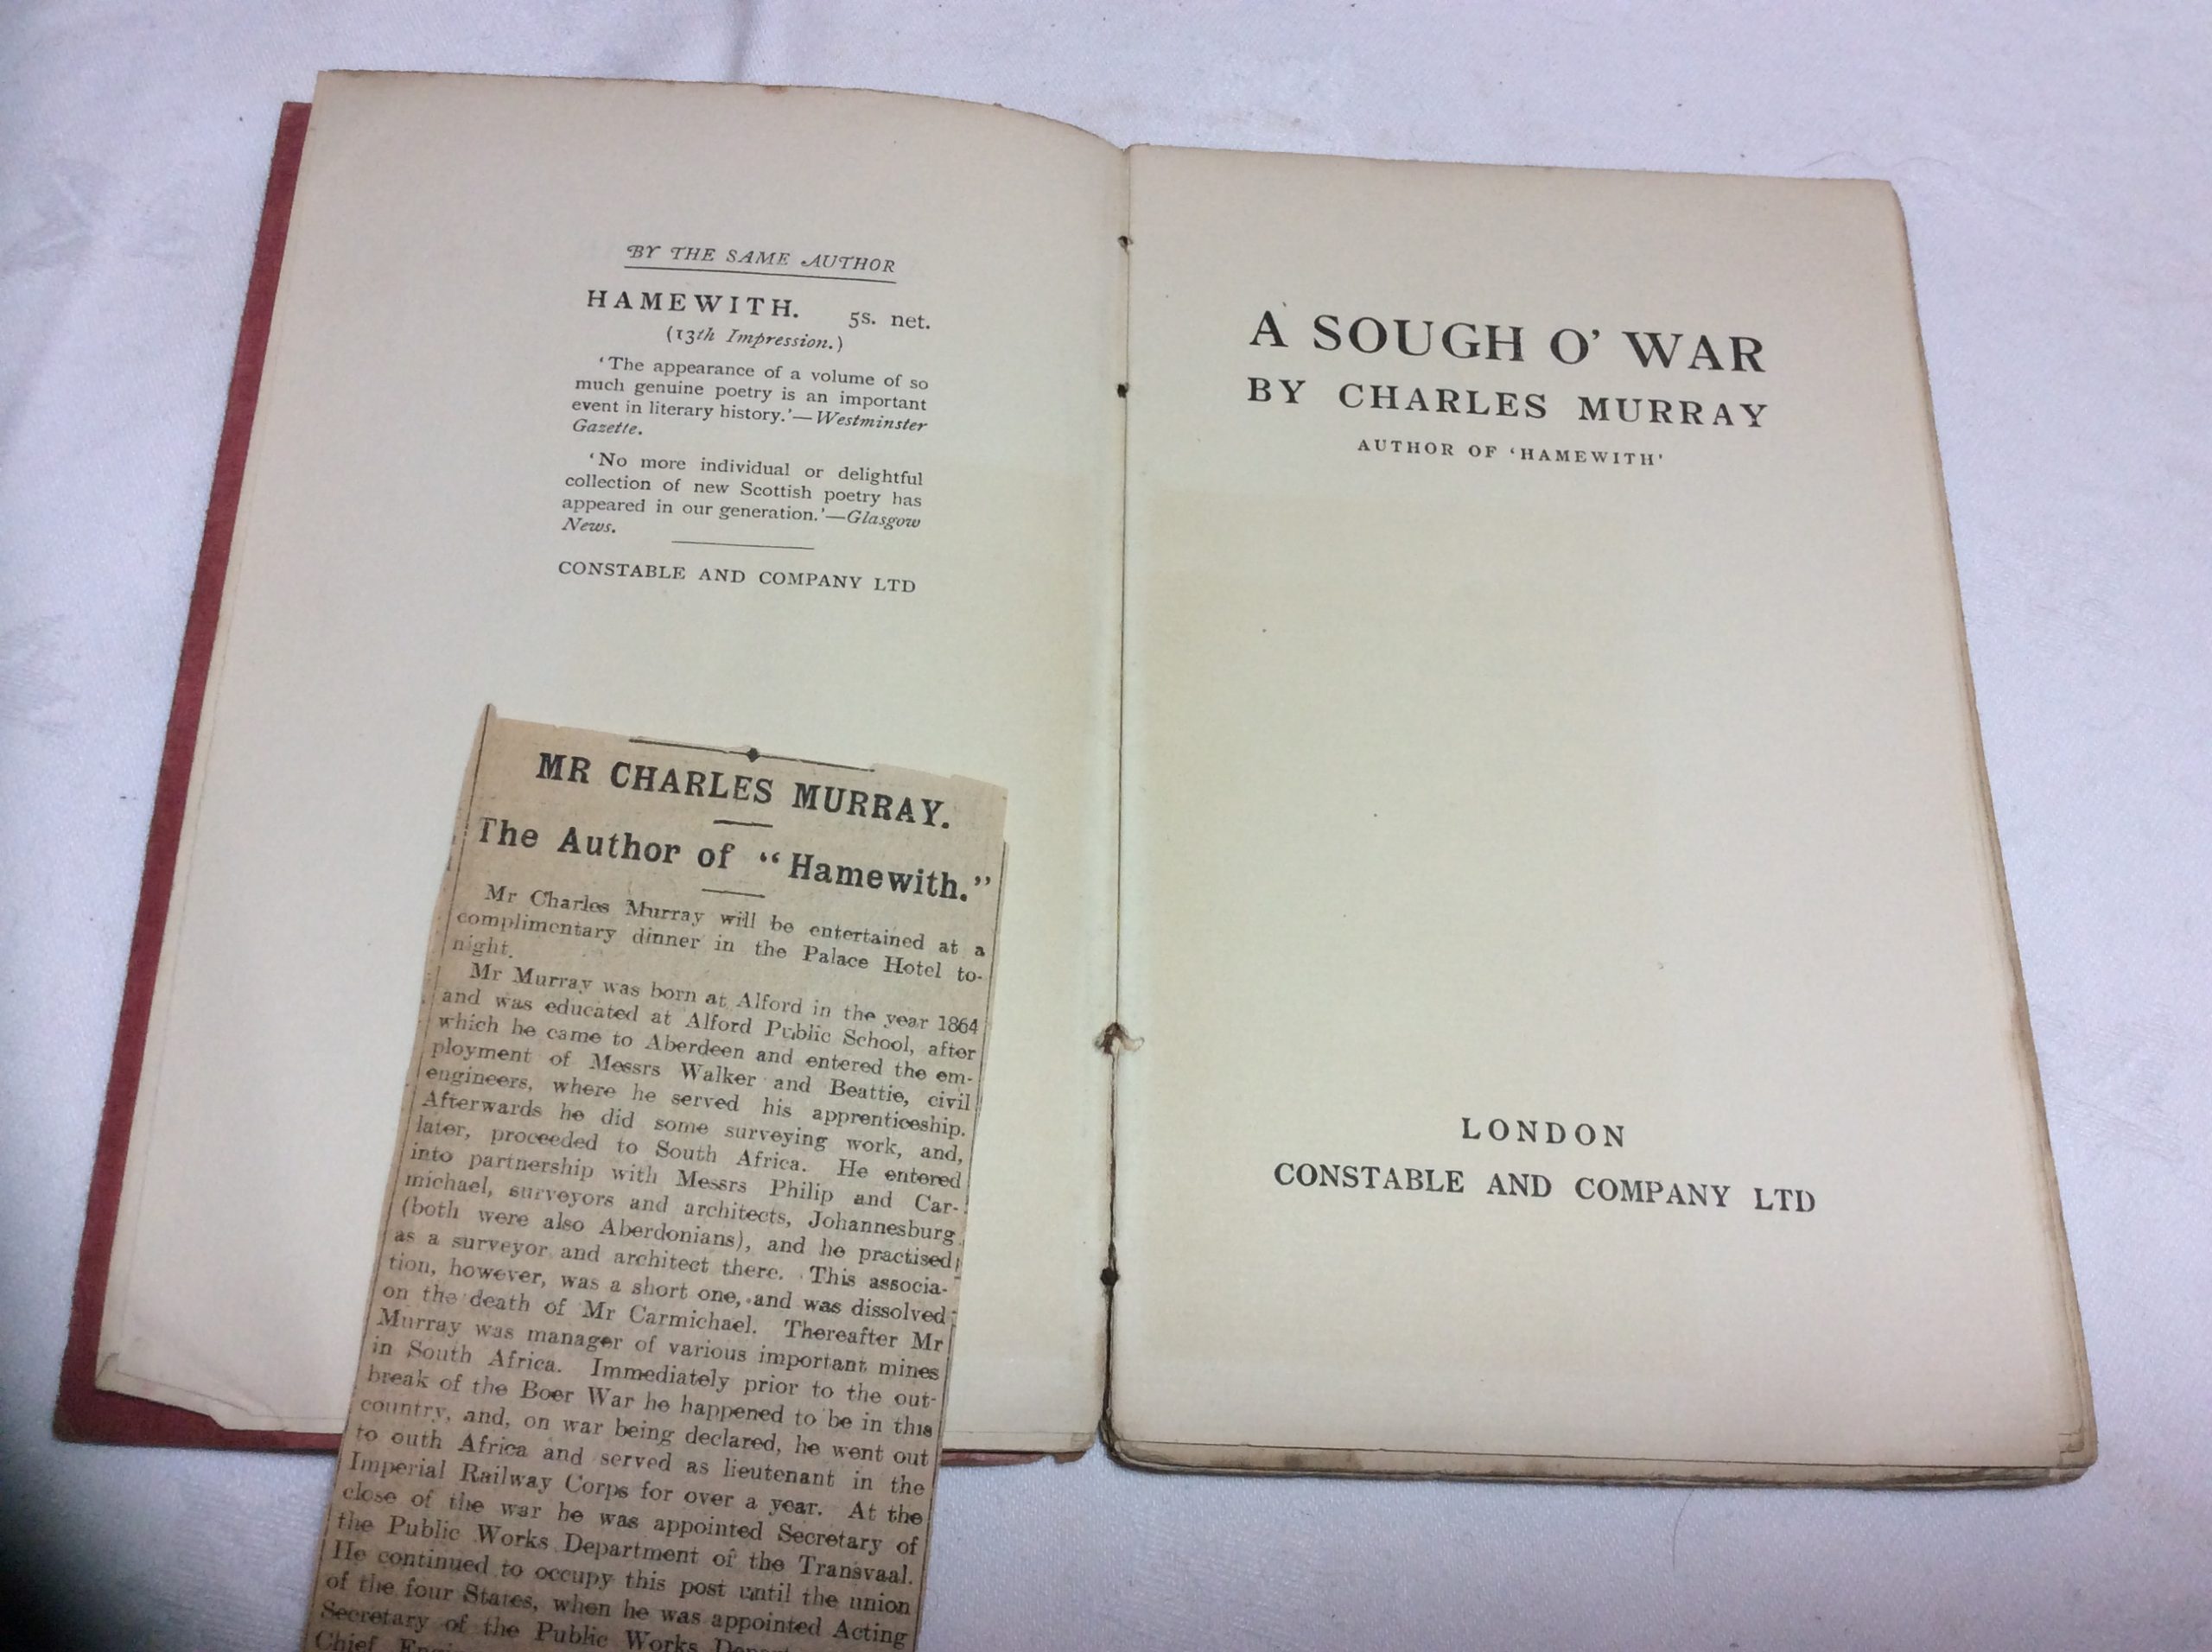 BY THE SAME AUTHOR
HAMEWITH. 5s. net.
(13th Impression.)
'The appearance of a volume of so
much genuine poetry is an important
event in literary history.'—Westminster
Gazette.
'No more individual or delightful
collection of new Scottish poetry has
appeared in our generation.'—Glasgow
News.
CONSTABLE AND COMPANY LTD
MR CHARLES MURRAY.
The Author of "Hamewith."
Mr Charles Murray will be entertained at a
complimentary dinner in the Palace Hotel to-
night.
Mr Murray was born at Alford in the year 1864
and was educated at Alford Public School, after
which he came to Aberdeen and entered the em-
ployment of Messrs Walker and Beattie, civil
engineers, where he served his apprenticeship.
Afterwards he did some surveying work, and,
later, proceeded to South Africa. He entered
into partnership with Messrs Philip and Car-
michael, surveyors and architects, Johannesburg
(both were also Aberdonians), and he practised
as a surveyor and architect there. This associa-
tion, however, was a short one, and was dissolved
on the death of Mr Carmichael. Thereafter Mr
Murray was manager of various important mines
in South Africa. Immediately prior to the out-
break of the Boer War he happened to be in this
country, and, on war being declared, he went out
to outh Africa and served as lieutenant in the
Imperial Railway Corps for over a year. At the
close of the war he was appointed Secretary of
the Public Works Department of the Transvaal.
He continued to occupy this post until the union
of the four States, when he was appointed Acting
Secretary of the Public Works
Chief
A SOUGH O' WAR
BY CHARLES MURRAY
AUTHOR OF 'HAMEWITH'
LONDON
CONSTABLE AND COMPANY LTD